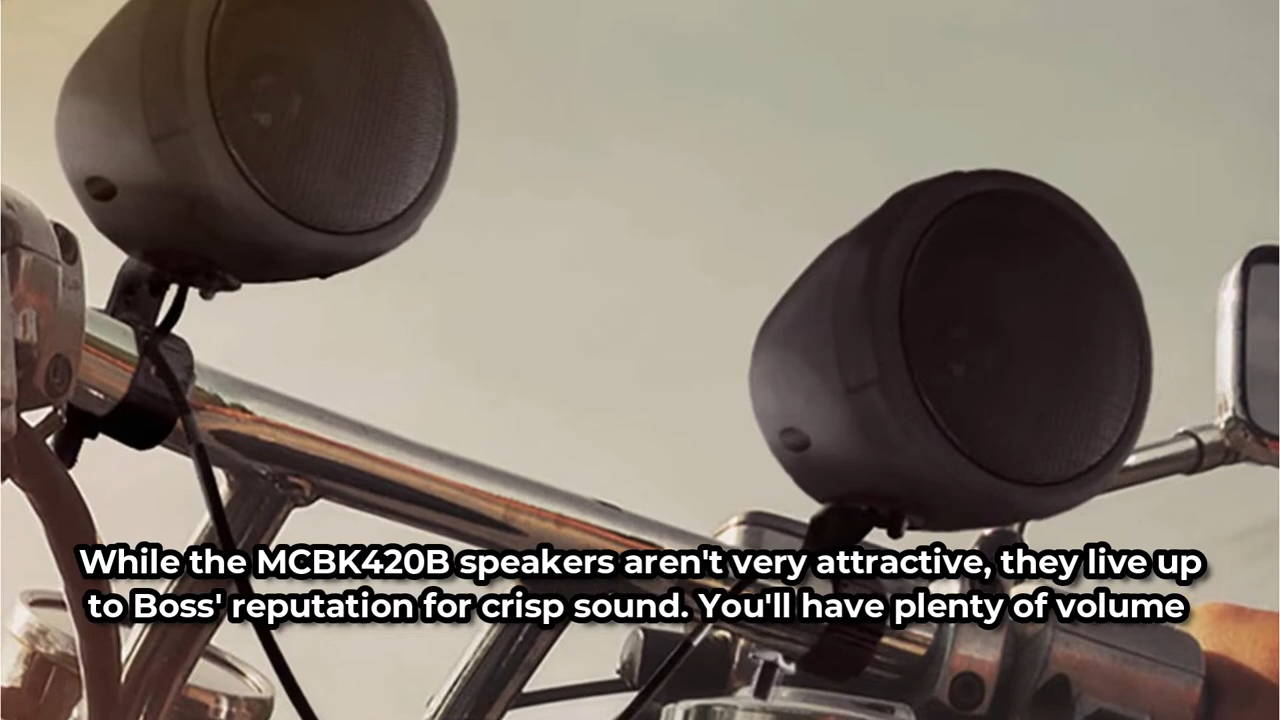 While the MCBK420B speakers aren't very attractive, they live up
to Boss' reputation for crisp sound. You'll have plenty of volume